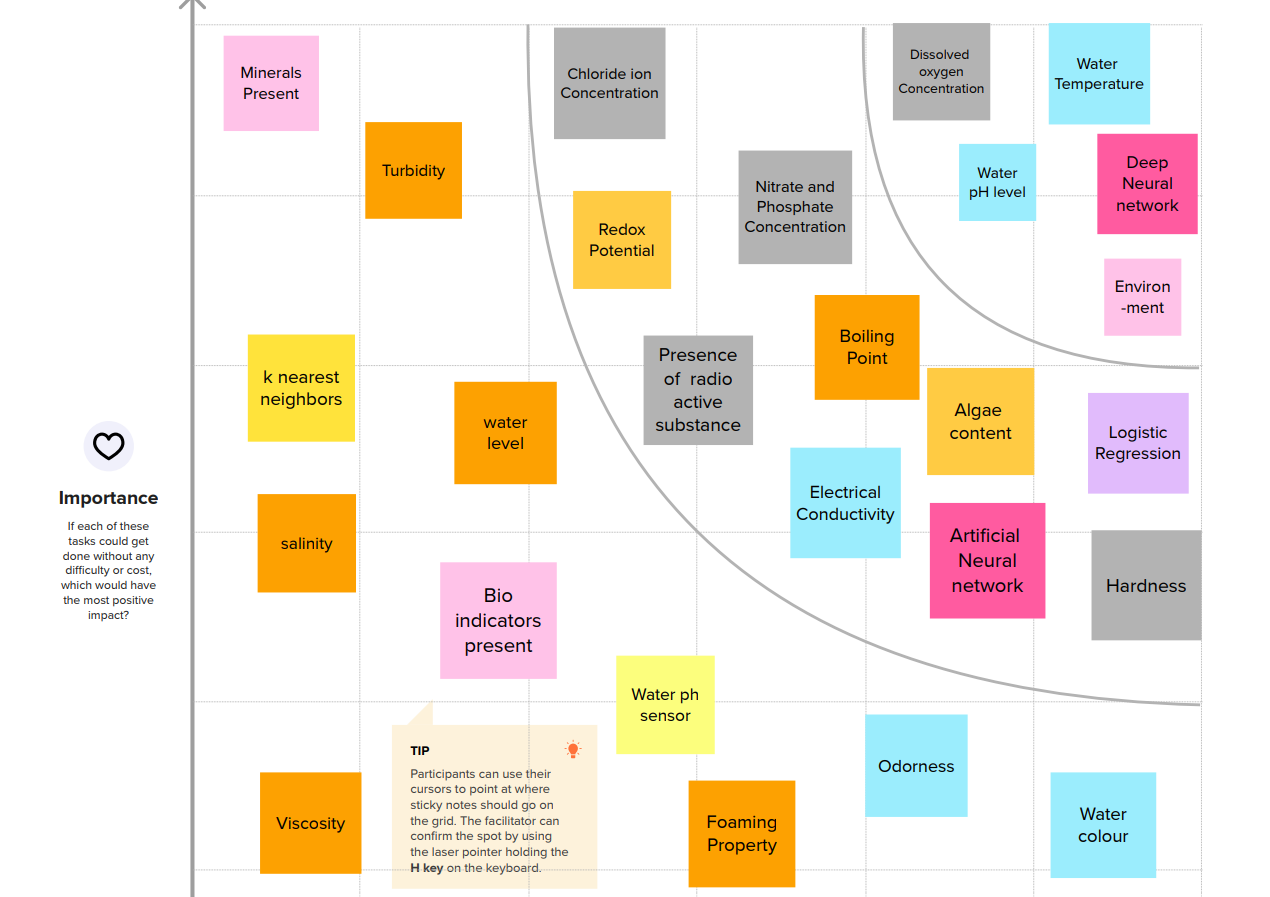 Minerals
Present
Chloride ion
Concentration
Dissolved
oxygen
Concentration
Water
Temperature
Turbidity
Redox
Potential
Nitrate and
Phosphate
Concentration
Water
pH level
Deep
Neural
network
Environ
-ment
k nearest
neighbors
water
level
Presence
of radio
active
substance
Boiling
Point
Algae
content
Logistic
Regression
Importance
If each of these
tasks could get
done without any
difficulty or cost,
which would have
the most positive
impact?
salinity
Electrical
Conductivity
Artificial
Neural
network
Hardness
Bio
indicators
present
Water ph
sensor
TIP
Participants can use their
cursors to point at where
sticky notes should go on
the grid. The facilitator can
confirm the spot by using
the laser pointer holding the
H key on the keyboard.
Odorness
Viscosity
Foaming
Property
Water
colour